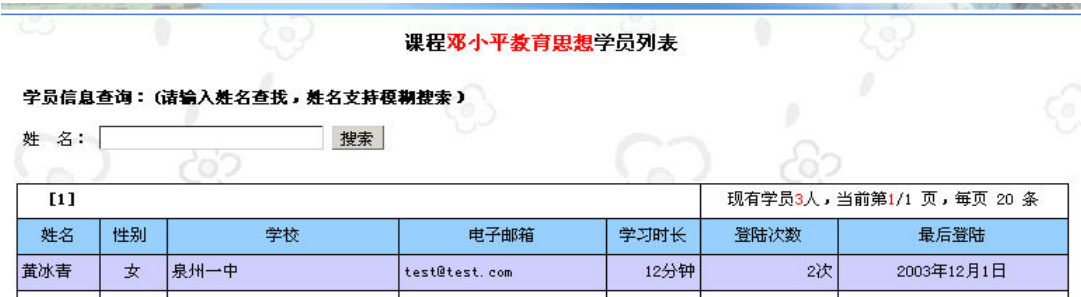 课程邓小平教育思想学员列表
学员信息查询：(请输入姓名查找，姓名支持模糊搜索)
姓 名： 搜索
[1] 现有学员3人，当前第1/1 页，每页 20 条
姓名 性别 学校 电子邮箱 学习时长 登陆次数 最后登陆
黄冰青 女 泉州一中 test@test.com 12分钟 2次 2003年12月1日